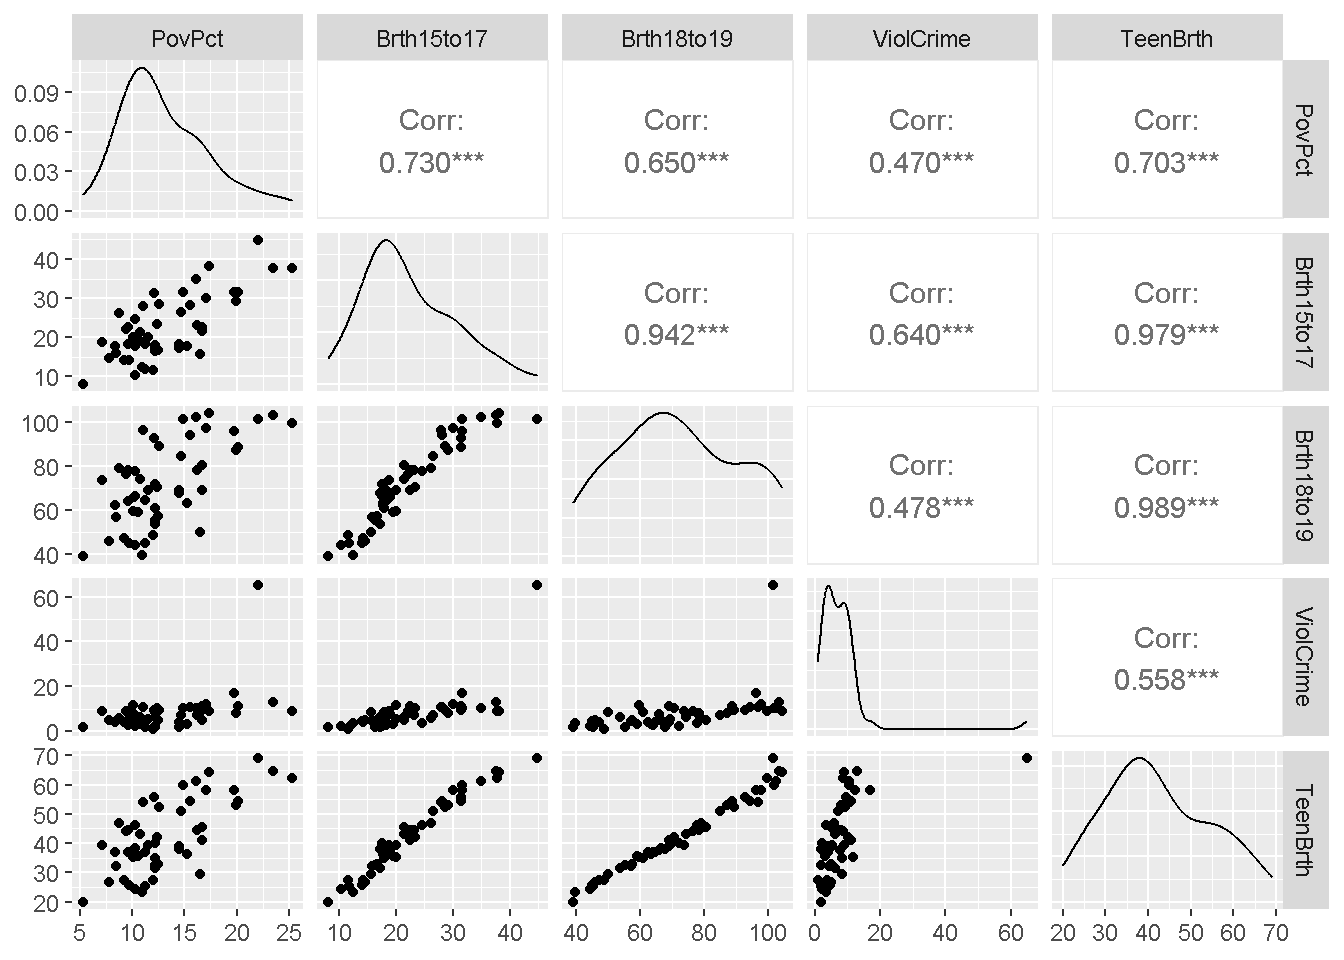 PovPct Brth15to17 Brth18to19 ViolCrime TeenBrth
0.09
0.06
0.03
0.00
Corr:
0.730***
Corr:
0.650***
Corr:
0.470***
Corr:
0.703***
PovPct
40
30
20
10
Corr:
0.942***
Corr:
0.640***
Corr:
0.979***
Brth15to17
100
80
60
40
Corr:
0.478***
Corr:
0.989***
Brth18to19
60
40
20
0
Corr:
0.558***
ViolCrime
70
60
50
40
30
20
TeenBrth
5 10 15 20 25 10 20 30 40 40 60 80 100 0 20 40 60 20 30 40 50 60 70